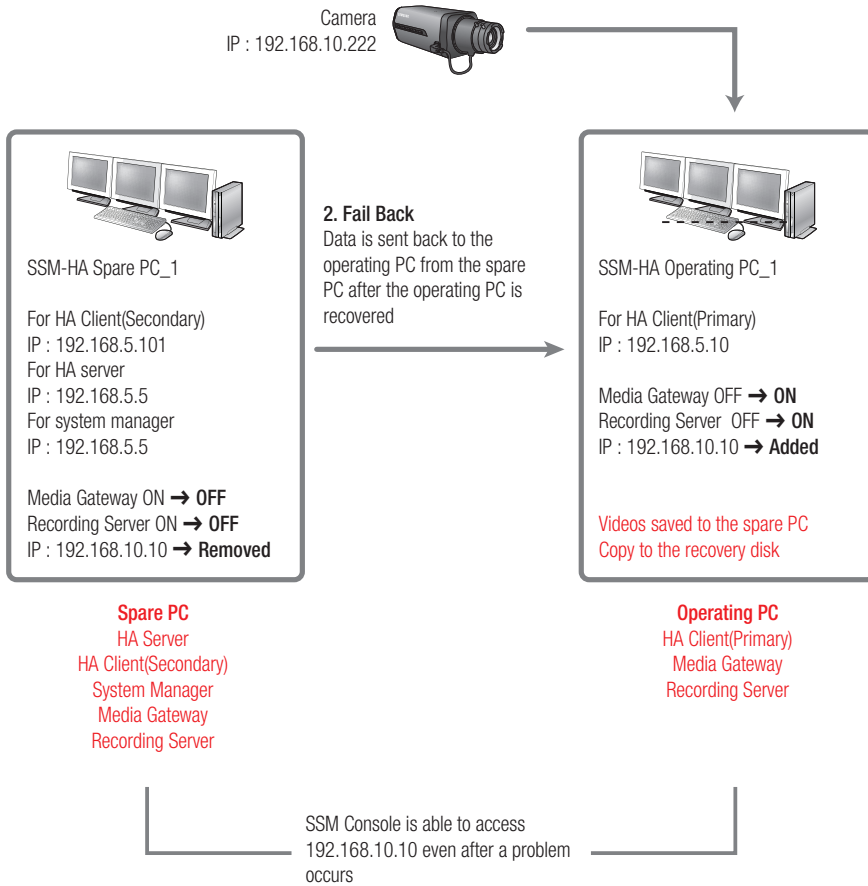 Camera
IP : 192.168.10.222
SSM-HA Spare PC_1
For HA Client(Secondary)
IP : 192.168.5.101
For HA server
IP : 192.168.5.5
For system manager
IP : 192.168.5.5
Media Gateway ON ➜ OFF
Recording Server ON ➜ OFF
IP : 192.168.10.10 ➜ Removed
2. Fail Back
Data is sent back to the
operating PC from the spare
PC after the operating PC is
recovered
SSM-HA Operating PC_1
For HA Client(Primary)
IP : 192.168.5.10
Media Gateway OFF ➜ ON
Recording Server  OFF ➜ ON
IP : 192.168.10.10 ➜ Added
Videos saved to the spare PC
Copy to the recovery disk
Spare PC
HA Server
HA Client(Secondary)
System Manager
Media Gateway
Recording Server
Operating PC
HA Client(Primary)
Media Gateway
Recording Server
SSM Console is able to access
192.168.10.10 even after a problem
occurs